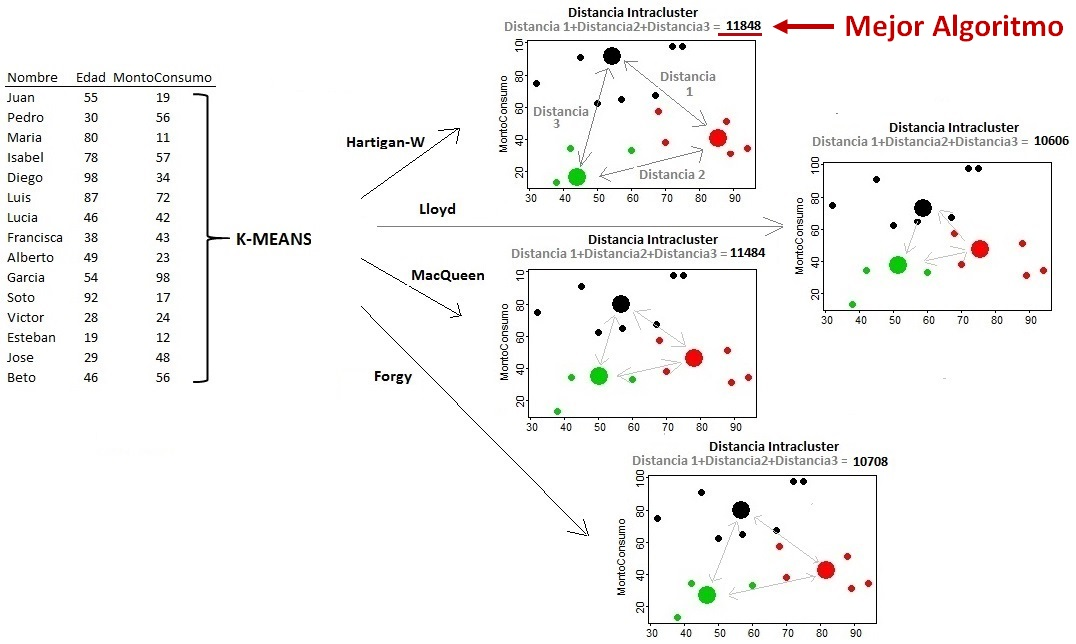 Distancia Intracluster
Distancia 1+Distancia2+Distancia3 = 11848
Mejor Algoritmo
MontoConsumo
20 40 60 80 100
30 40 50 60 70 80 90
Distancia 1
Distancia 3
Distancia 2
Nombre Edad MontoConsumo
Juan 55 19
Pedro 30 56
Maria 80 11
Isabel 78 57
Diego 98 34
Luis 87 72
Lucia 46 42
Francisca 38 43
Alberto 49 23
Garcia 54 98
Soto 92 17
Victor 28 24
Esteban 19 12
Jose 29 48
Beto 46 56
K-MEANS
Hartigan-W
Lloyd
MacQueen
Forgy
Distancia Intracluster
Distancia 1+Distancia2+Distancia3 = 10606
MontoConsumo
20 40 60 80 100
30 40 50 60 70 80 90
Distancia Intracluster
Distancia 1+Distancia2+Distancia3 = 11484
MontoConsumo
20 40 60 80 100
30 40 50 60 70 80 90
Distancia Intracluster
Distancia 1+Distancia2+Distancia3 = 10708
MontoConsumo
20 40 60 80 100
30 40 50 60 70 80 90